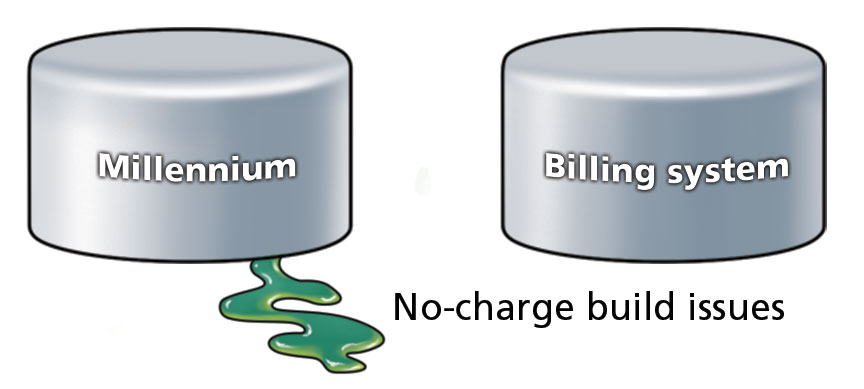 Millennium
Billing system
No-charge build issues